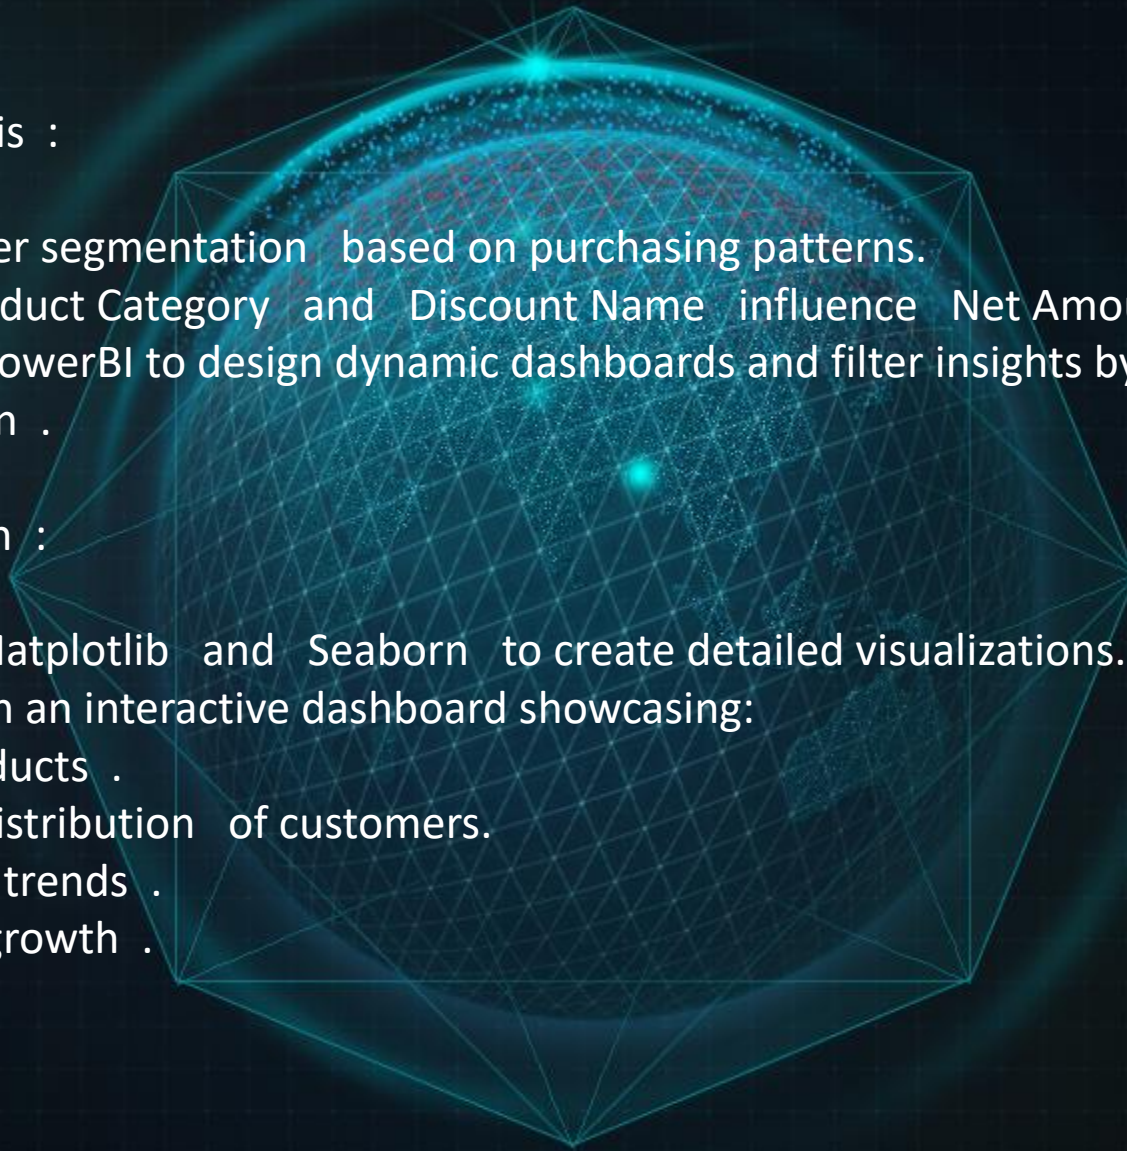 is :
er segmentation based on purchasing patterns.
duct Category and Discount Name influence Net Amou
PowerBI to design dynamic dashboards and filter insights by
n .
n :
Matplotlib and Seaborn to create detailed visualizations.
n an interactive dashboard showcasing:
ducts .
istribution of customers.
trends .
growth .